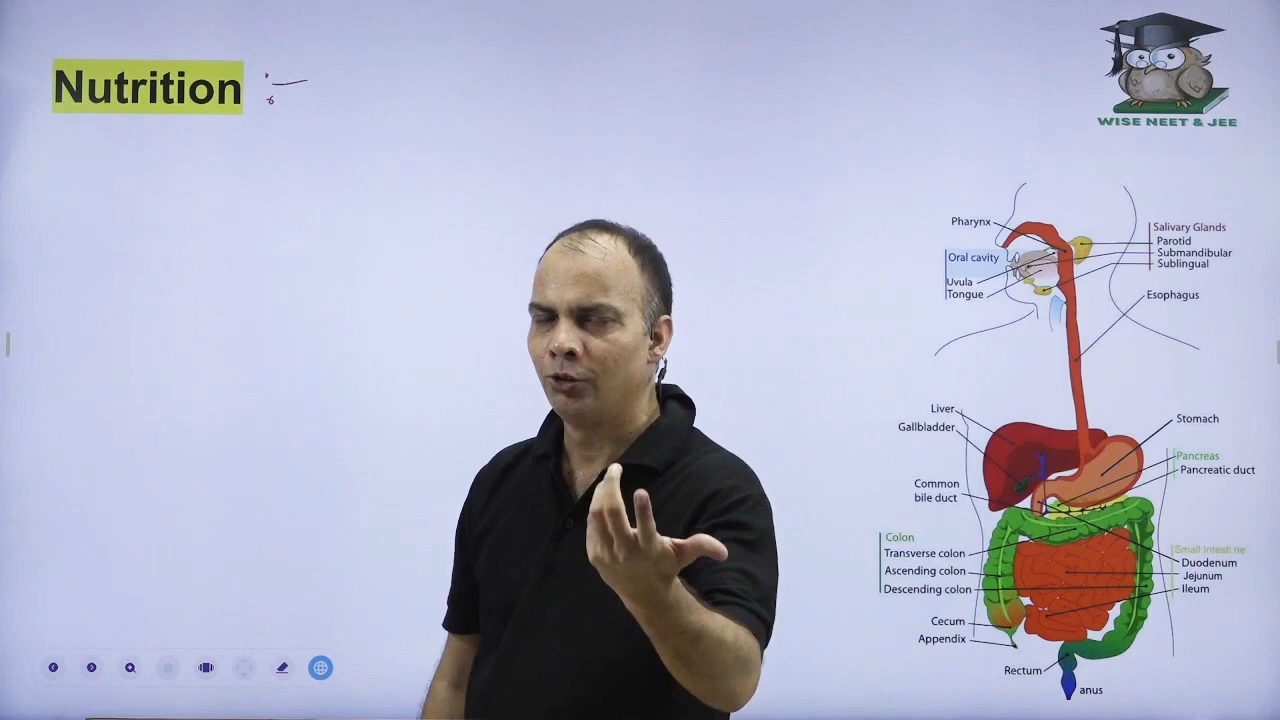 Nutrition :-
WISE NEET & JEE
Pharynx
Oral cavity
Uvula
Tongue
Salivary Glands
Parotid
Submandibular
Sublingual
Esophagus
Liver
Gallbladder
Common
bile duct
Stomach
Pancreas
Pancreatic duct
Colon
Transverse colon
Ascending colon
Descending colon
Small Intesti ne
Duodenum
Jejunum
Ileum
Cecum
Appendix
Rectum
anus